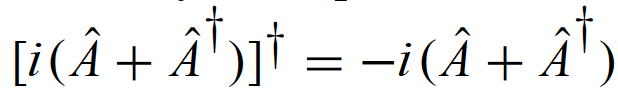 [i(Â + Â†)]† = −i(Â + Â†)